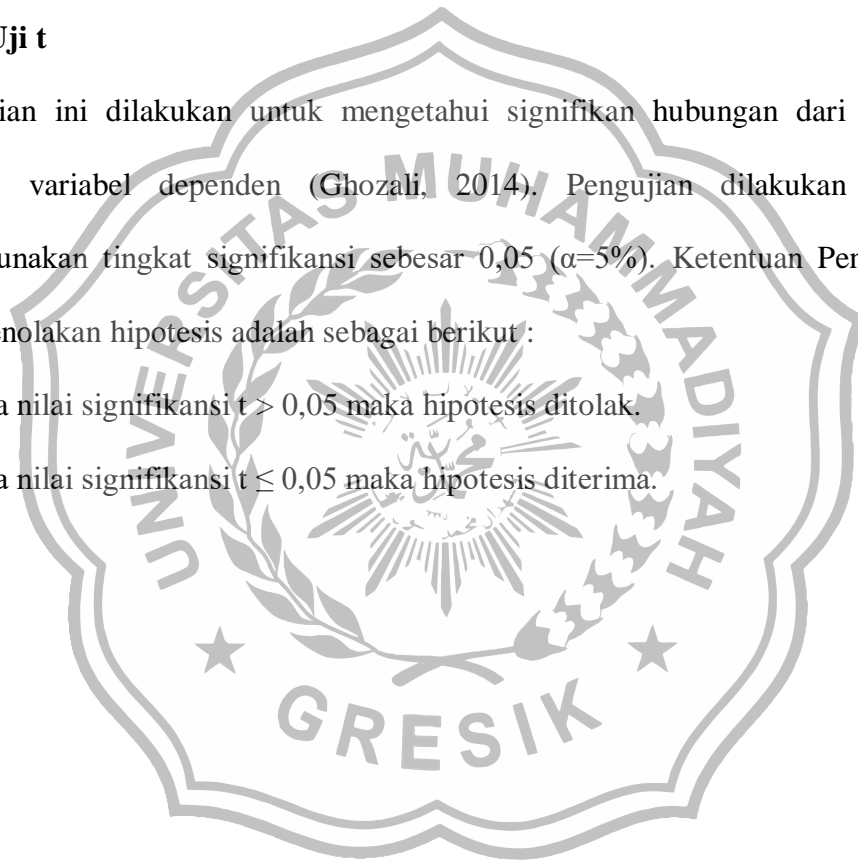 Uji t
ian ini dilakukan untuk mengetahui signifikan hubungan dari
variabel dependen (Ghozali, 2014). Pengujian dilakukan
unakan tingkat signifikansi sebesar 0,05 (α=5%). Ketentuan Per
enolakan hipotesis adalah sebagai berikut :
a nilai signifikansi t > 0,05 maka hipotesis ditolak.
a nilai signifikansi t ≤ 0,05 maka hipotesis diterima.
UNIVERSITAS MUHAMMADIYAH
GRESIK